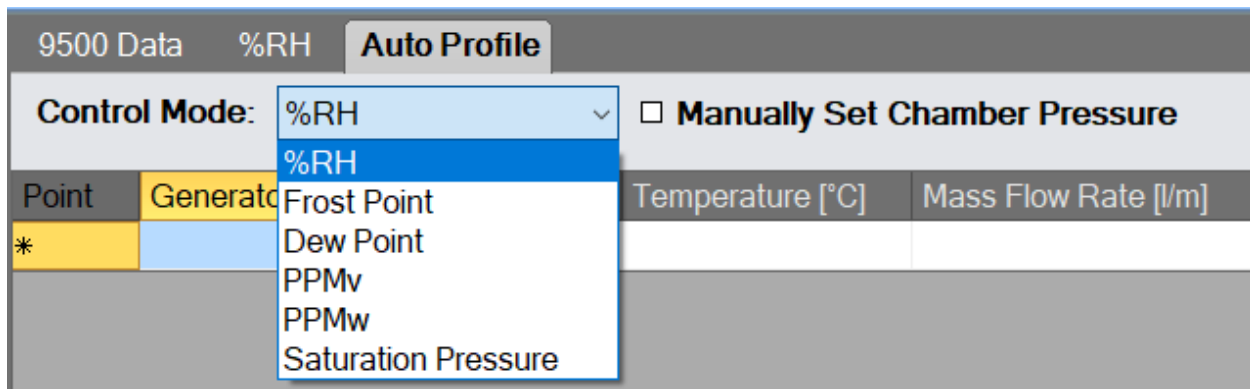 9500 Data %RH Auto Profile
Control Mode: %RH Manually Set Chamber Pressure
%RH
Point Temperature [°C] Mass Flow Rate [l/m]
Frost Point
*
Dew Point
PPMv
PPMw
Saturation Pressure